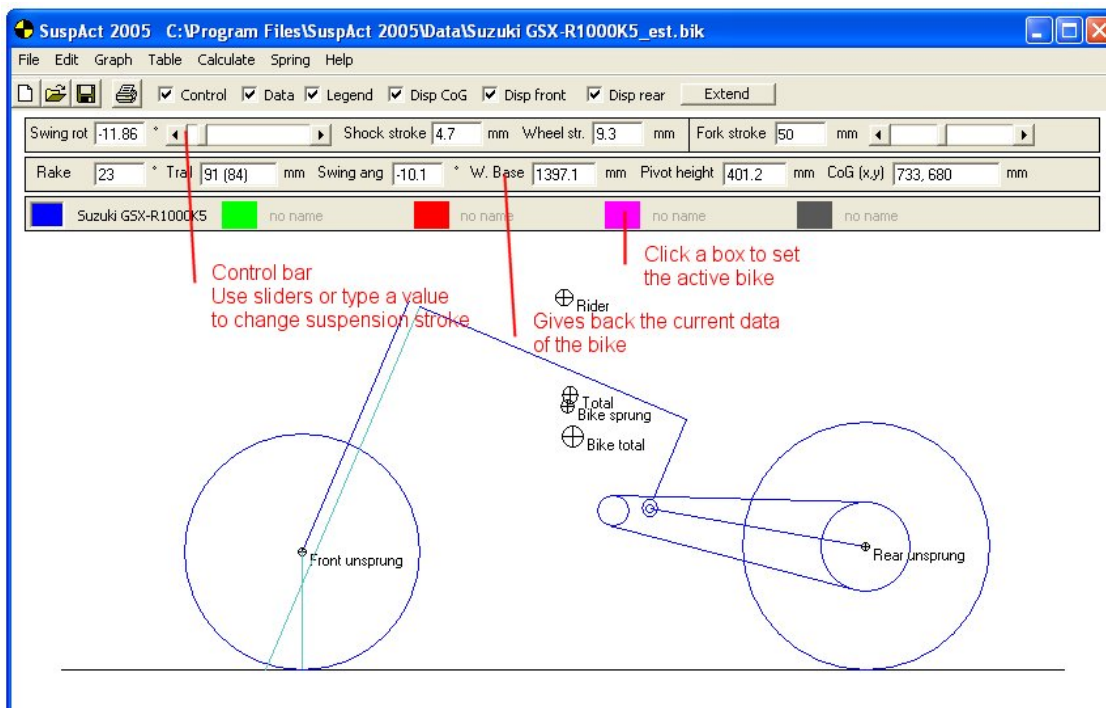 SuspAct 2005   C:\Program Files\SuspAct 2005\Data\Suzuki GSX-R1000K5_est.bik
File Edit Graph Table Calculate Spring Help
Control Data Legend Disp CoG Disp front Disp rear Extend
Swing rot -11.86 ° Shock stroke 4.7 mm Wheel str. 9.3 mm Fork stroke 50 mm
Rake 23 ° Trail 91 (84) mm Swing ang -10.1 ° W. Base 1397.1 mm Pivot height 401.2 mm CoG (x,y) 733, 680 mm
Suzuki GSX-R1000K5 no name no name no name no name
Control bar
Use sliders or type a value
to change suspension stroke
Click a box to set
the active bike
Gives back the current data
of the bike
Rider
Total
Bike sprung
Bike total
Front unsprung
Rear unsprung